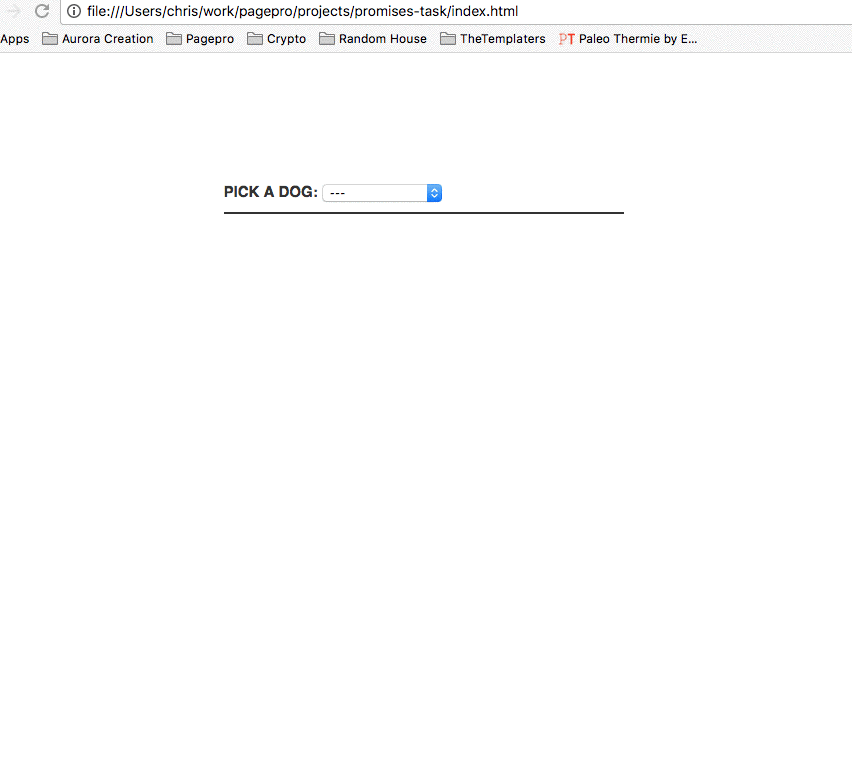 file:///Users/chris/work/pagepro/projects/promises-task/index.html
Apps Aurora Creation Pagepro Crypto Random House TheTemplaters PT Paleo Thermie by E...
PICK A DOG: ---